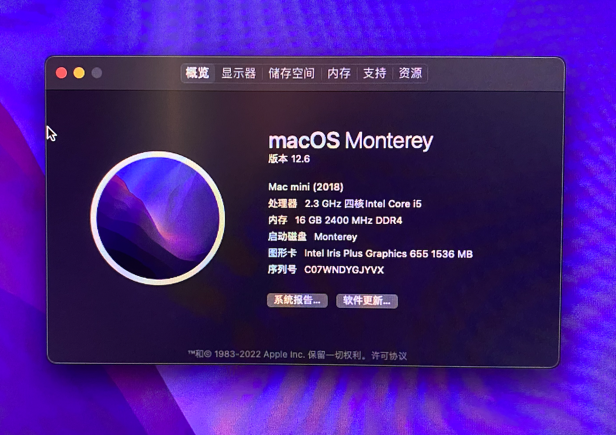 概览 显示器 储存空间 内存 支持 资源
macOS Monterey
版本 12.6
Mac mini (2018)
处理器 2.3 GHz 四核Intel Core i5
内存 16 GB 2400 MHz DDR4
启动磁盘 Monterey
图形卡 Intel Iris Plus Graphics 655 1536 MB
序列号 C07WNDYGJYVX
系统报告... 软件更新...
™和© 1983-2022 Apple Inc. 保留一切权利。许可协议